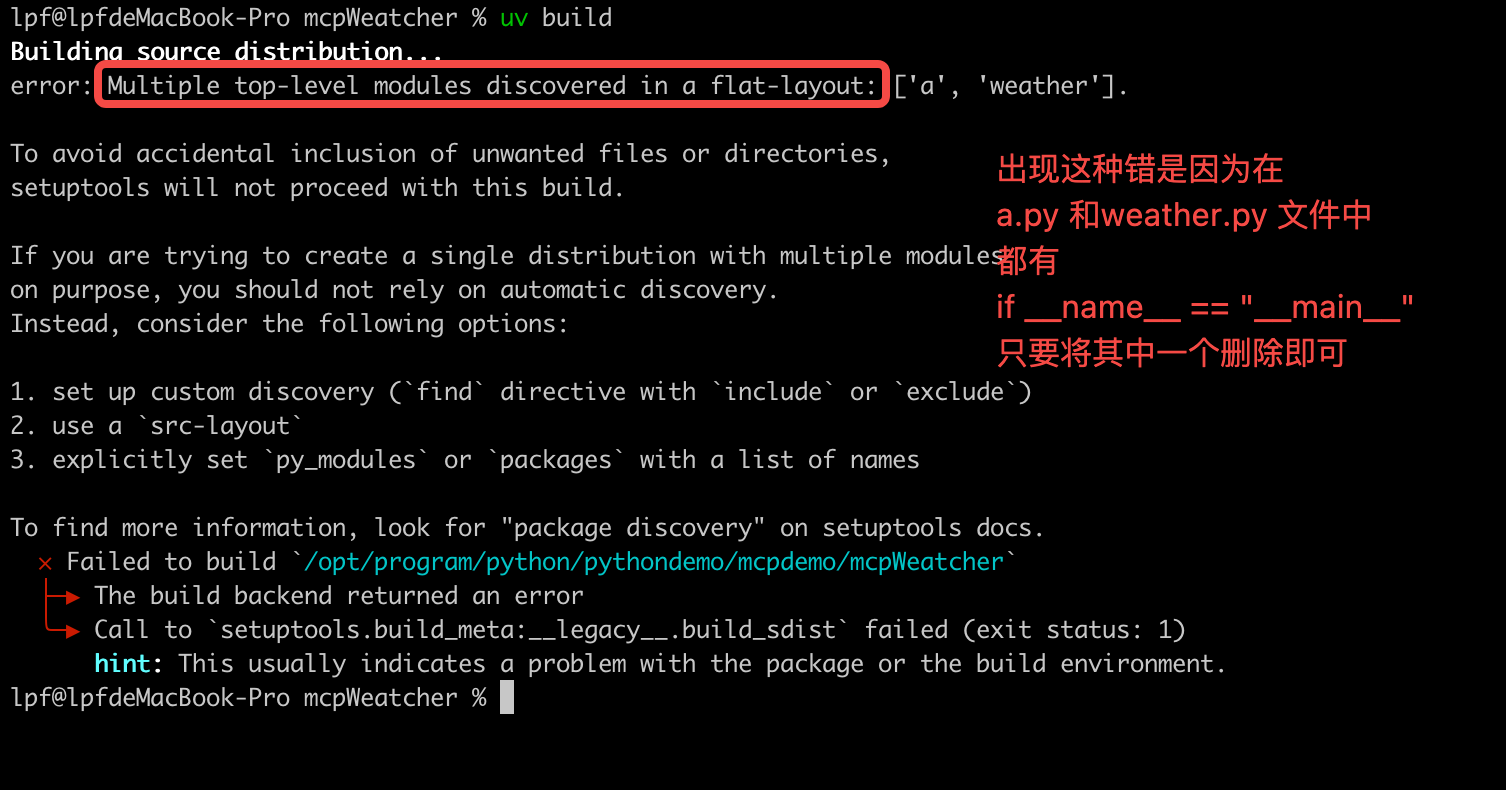 lpf@lpfdeMacBook-Pro mcpWeatcher % uv build
Building source distribution...
error: Multiple top-level modules discovered in a flat-layout: ['a', 'weather'].
To avoid accidental inclusion of unwanted files or directories,
setuptools will not proceed with this build.
If you are trying to create a single distribution with multiple modules
on purpose, you should not rely on automatic discovery.
Instead, consider the following options:
1. set up custom discovery (`find` directive with `include` or `exclude`)
2. use a `src-layout`
3. explicitly set `py_modules` or `packages` with a list of names
To find more information, look for "package discovery" on setuptools docs.
× Failed to build `/opt/program/python/pythondemo/mcpdemo/mcpWeatcher`
The build backend returned an error
Call to `setuptools.build_meta:__legacy__.build_sdist` failed (exit status: 1)
hint: This usually indicates a problem with the package or the build environment.
lpf@lpfdeMacBook-Pro mcpWeatcher %
出现这种错是因为在
a.py 和weather.py 文件中
都有
if __name__ == "__main__"
只要将其中一个删除即可